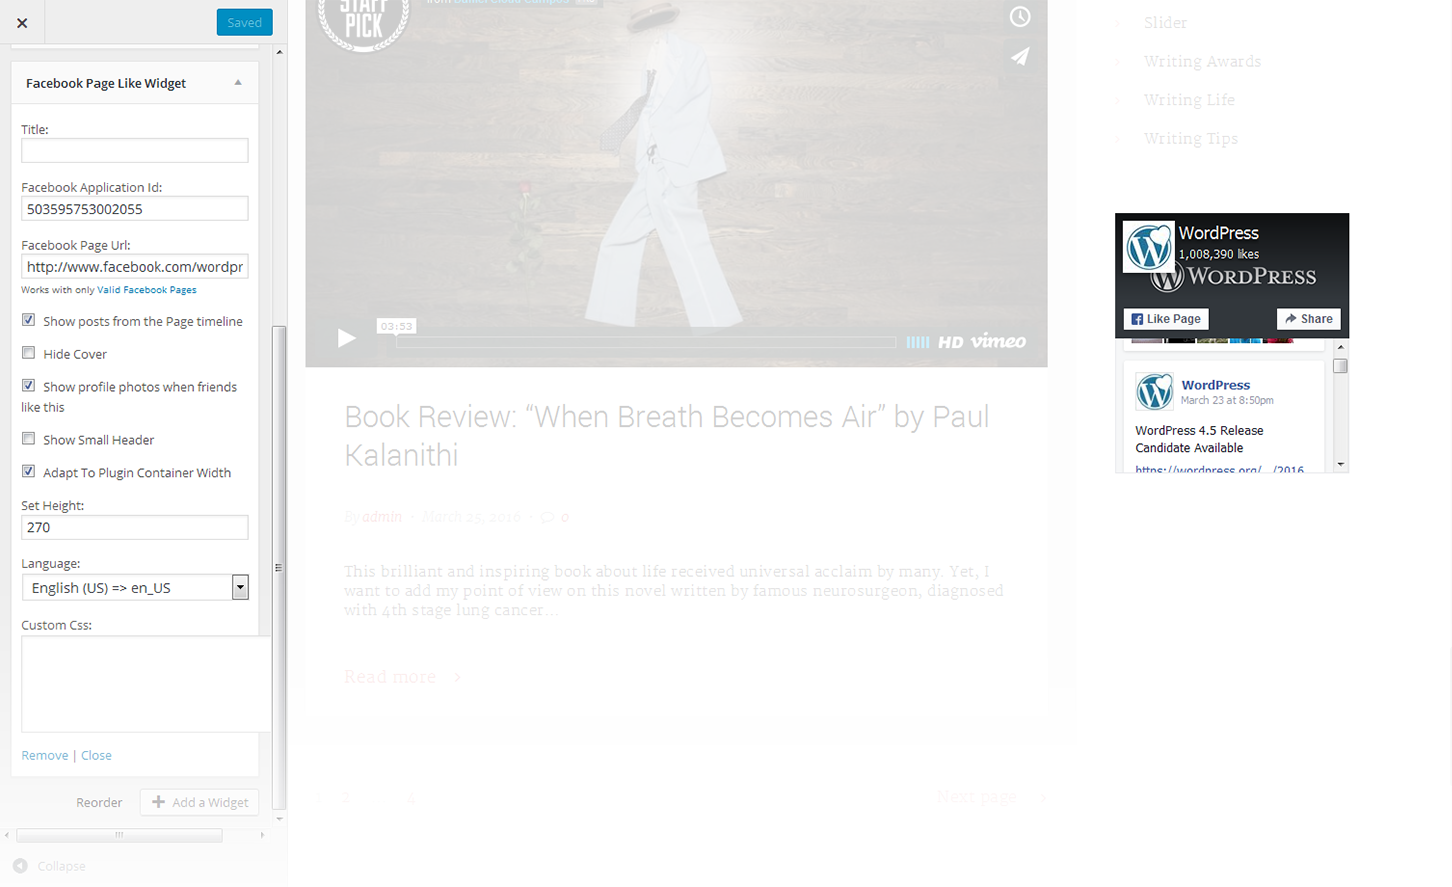 Saved
Facebook Page Like Widget
Title:
Facebook Application Id:
503595753002055
Facebook Page Url:
http://www.facebook.com/wordpr
Works with only Valid Facebook Pages
Show posts from the Page timeline
Hide Cover
Show profile photos when friends
like this
Show Small Header
Adapt To Plugin Container Width
Set Height:
270
Language:
English (US) => en_US
Custom Css:
Remove | Close
Reorder
Add a Widget
Collapse
STAFF
PICK
from Daniel Cloud Campos
03:53
HD vimeo
Book Review: “When Breath Becomes Air” by Paul
Kalanithi
By admin · March 25, 2016 · 0
This brilliant and inspiring book about life received universal acclaim by many. Yet, I
want to add my point of view on this novel written by famous neurosurgeon, diagnosed
with 4th stage lung cancer…
Read more
1 2 4
Next page
Slider
Writing Awards
Writing Life
Writing Tips
WordPress
1,008,390 likes
WORDPRESS
Like Page
Share
WordPress
March 23 at 8:50pm
WordPress 4.5 Release
Candidate Available
https://wordpress.org/.../2016